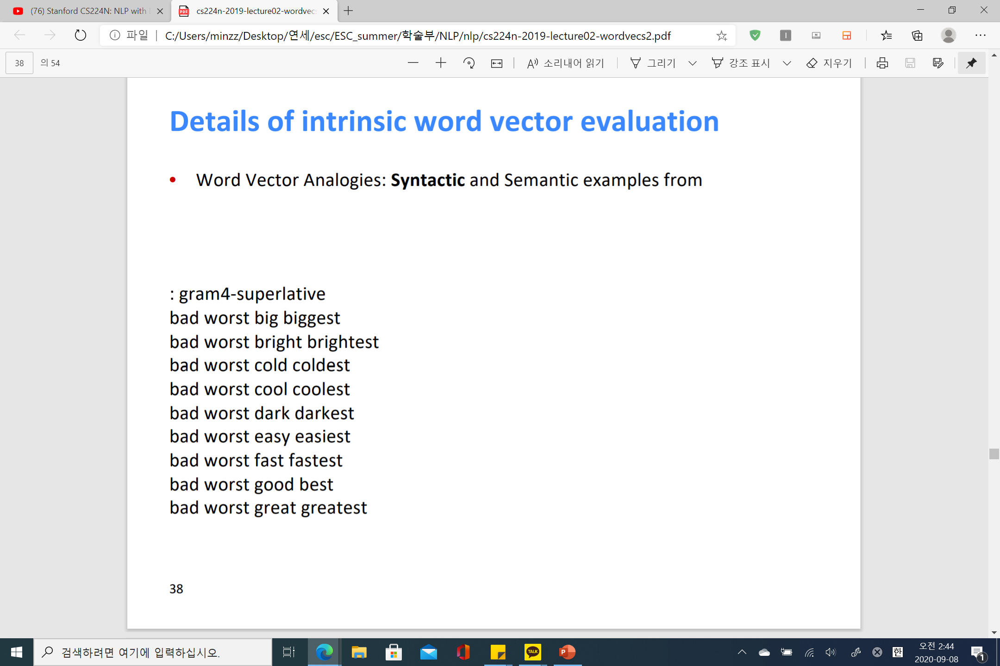 (76) Stanford CS224N: NLP with
cs224n-2019-lecture02-wordvecs
파일
C:/Users/minzz/Desktop/연세/esc/ESC_summer/학술부/NLP/nlp/cs224n-2019-lecture02-wordvecs2.pdf
38 의 54
소리내어 읽기
그리기
강조 표시
지우기
Details of intrinsic word vector evaluation
• Word Vector Analogies: Syntactic and Semantic examples from
: gram4-superlative
bad worst big biggest
bad worst bright brightest
bad worst cold coldest
bad worst cool coolest
bad worst dark darkest
bad worst easy easiest
bad worst fast fastest
bad worst good best
bad worst great greatest
38
검색하려면 여기에 입력하십시오.
TALK
한
오전 2:44
2020-09-08
1